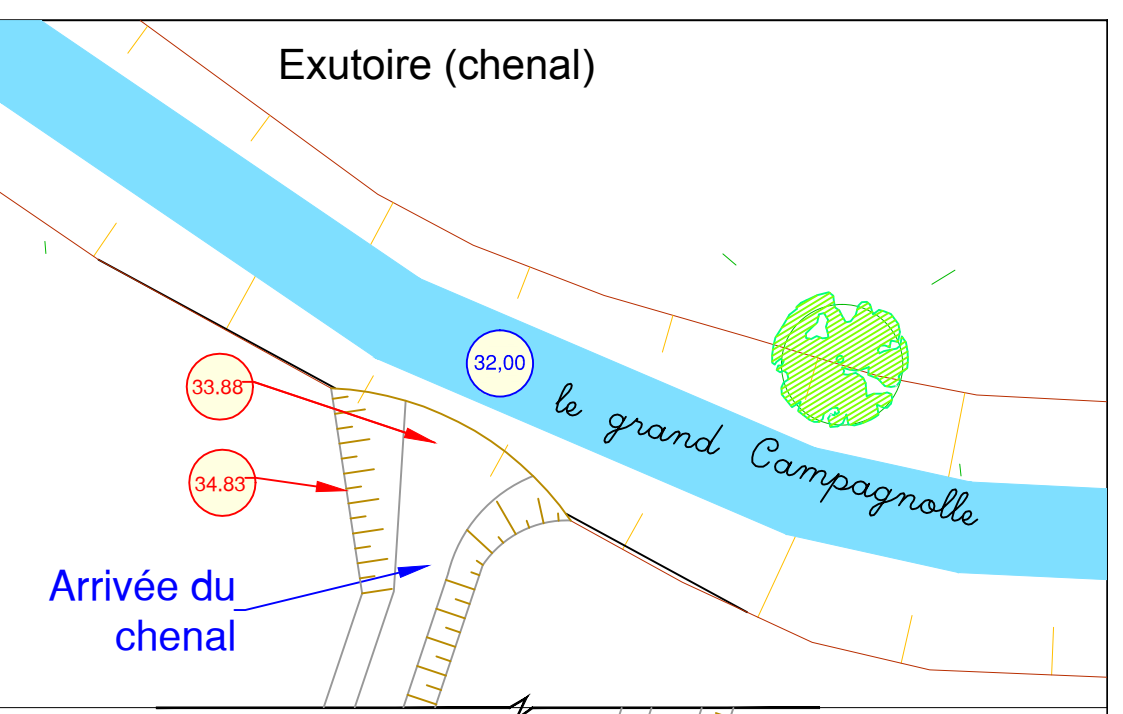 Exutoire (chenal)
32,00
33.88
le grand Campagnolle
34.83
Arrivée du
chenal